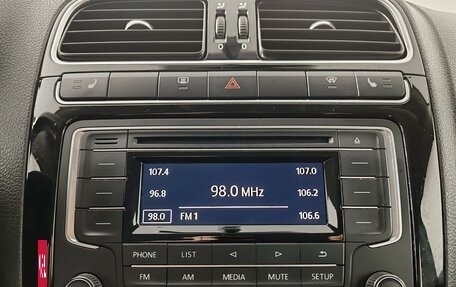 107.4 107.0
96.8 98.0 MHz 106.2
98.0 FM 1 106.6
PHONE LIST
FM AM MEDIA MUTE SETUP